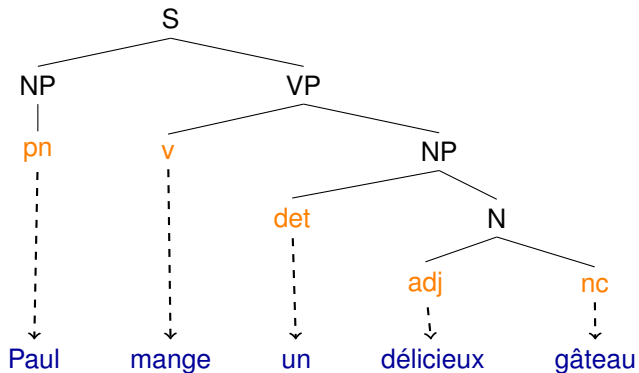 S
NP VP
pn v NP
det N
adj nc
Paul mange un délicieux gâteau